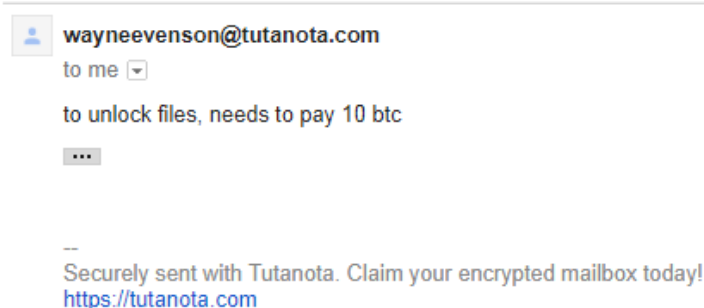 wayneevenson@tutanota.com
to me
to unlock files, needs to pay 10 btc
...
--
Securely sent with Tutanota. Claim your encrypted mailbox today!
https://tutanota.com